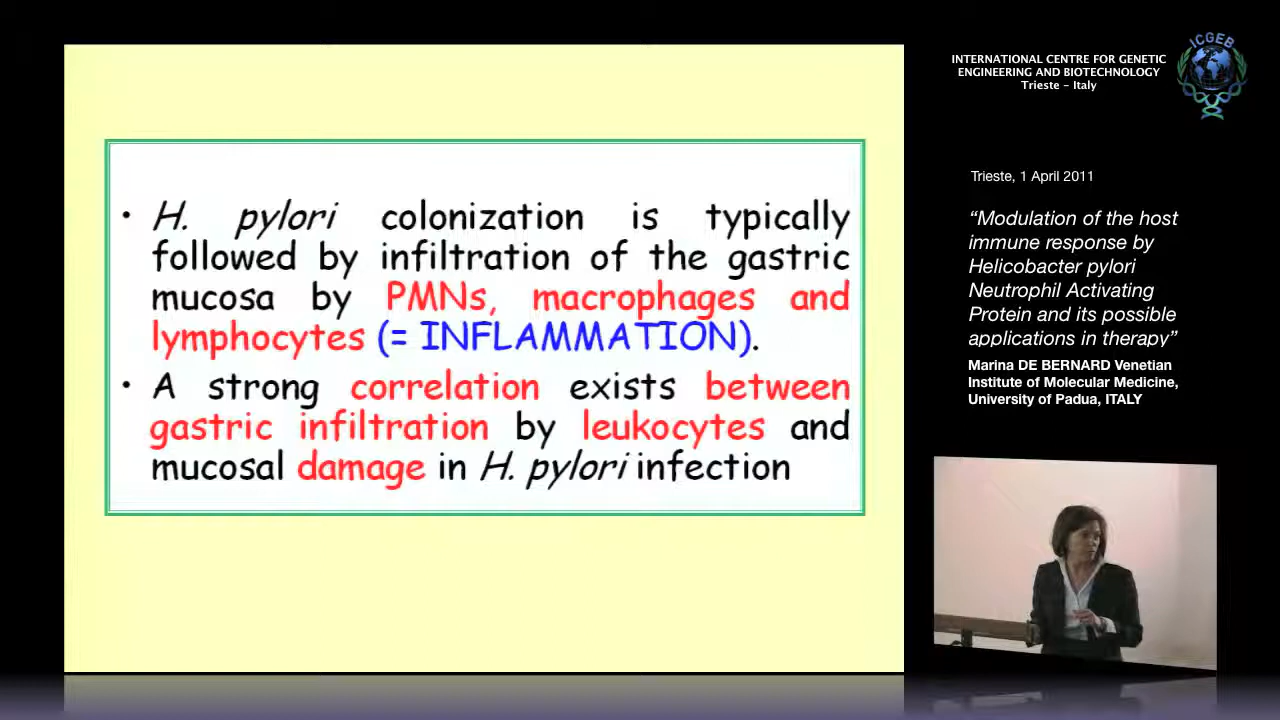 • H. pylori colonization is typically
followed by infiltration of the gastric
mucosa by PMNs, macrophages and
lymphocytes (= INFLAMMATION).
• A strong correlation exists between
gastric infiltration by leukocytes and
mucosal damage in H. pylori infection
INTERNATIONAL CENTRE FOR GENETIC
ENGINEERING AND BIOTECHNOLOGY
Trieste - Italy
ICGEB
Trieste, 1 April 2011
“Modulation of the host
immune response by
Helicobacter pylori
Neutrophil Activating
Protein and its possible
applications in therapy”
Marina DE BERNARD Venetian
Institute of Molecular Medicine,
University of Padua, ITALY